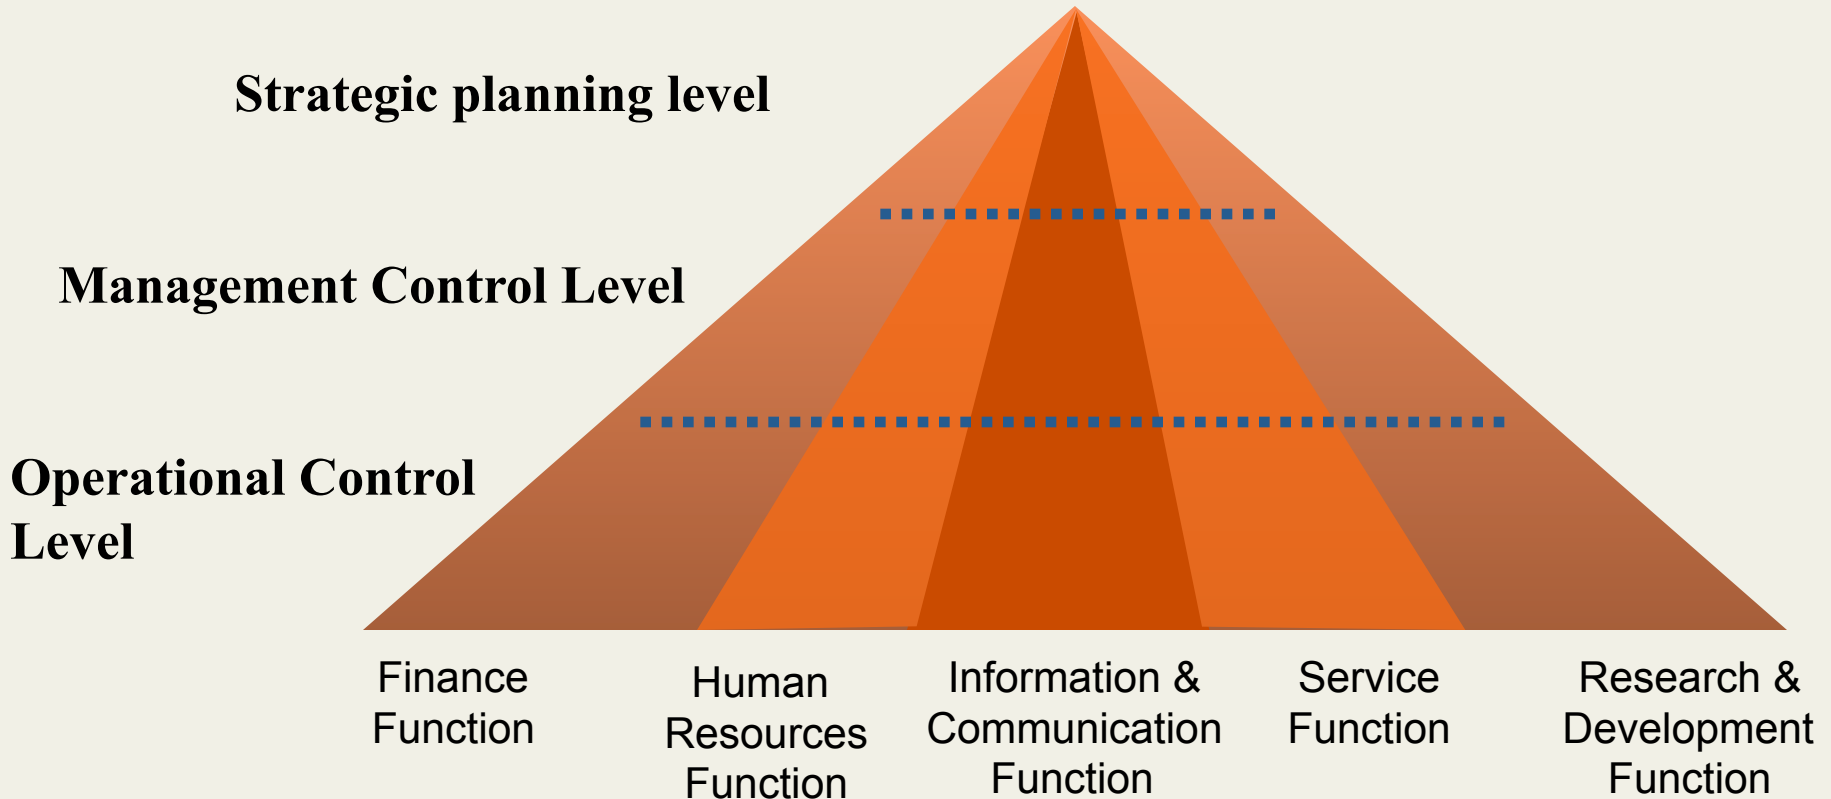 Strategic planning level
Management Control Level
Operational Control
Level
Finance
Function
Human
Resources
Function
Information &
Communication
Function
Service
Function
Research &
Development
Function